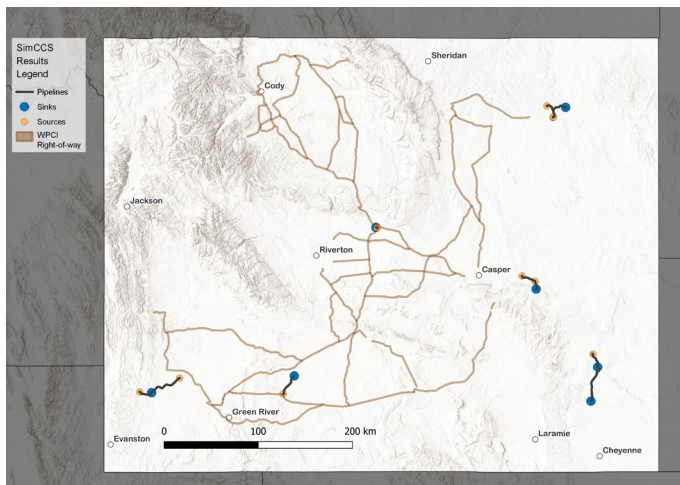 SimCCS
Results
Legend
Pipelines
Sinks
Sources
WPCI
Right-of-way
Sheridan
Cody
Jackson
Riverton
Casper
Green River
Evanston
0 100 200 km
Laramie
Cheyenne